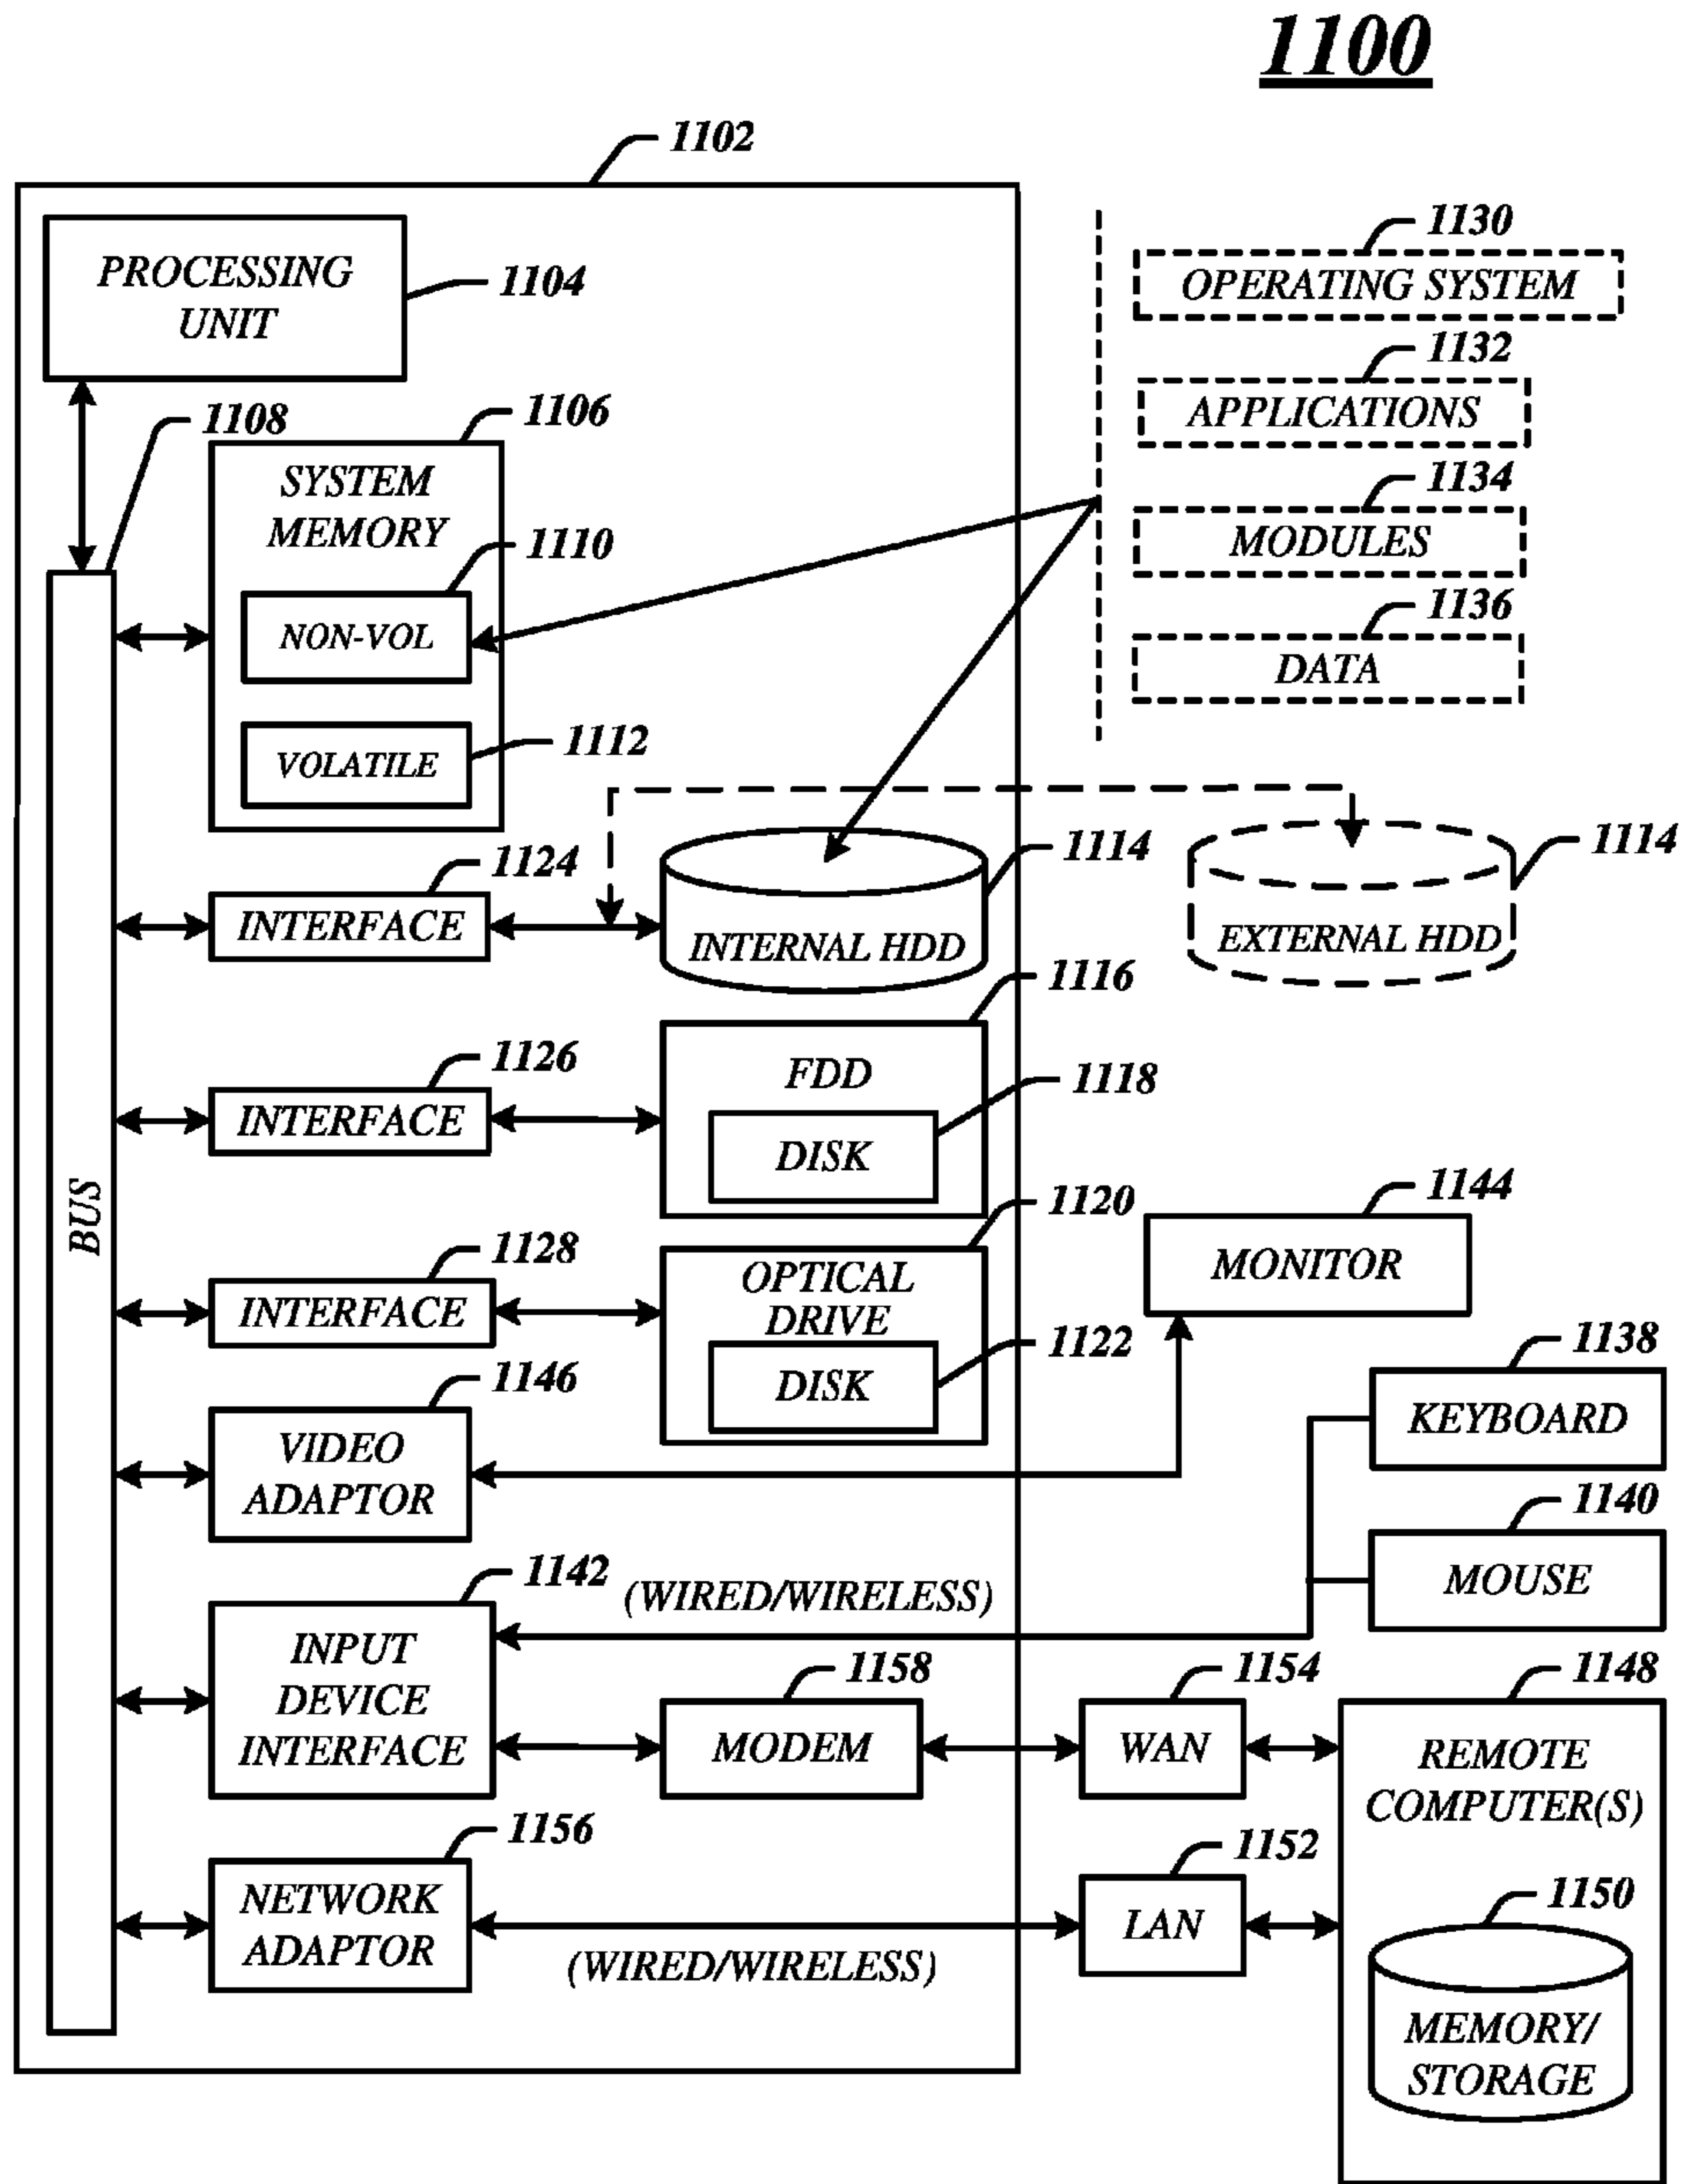 1100
1102
PROCESSING
UNIT
1104
1108
1106
SYSTEM
MEMORY
1110
NON-VOL
1112
VOLATILE
1130
OPERATING SYSTEM
1132
APPLICATIONS
1134
MODULES
1136
DATA
1124
INTERFACE
1114
INTERNAL HDD
1114
EXTERNAL HDD
1116
FDD
1126
INTERFACE
1118
DISK
BUS
1120
OPTICAL
DRIVE
1128
INTERFACE
1122
DISK
1144
MONITOR
1146
VIDEO
ADAPTOR
1138
KEYBOARD
1140
MOUSE
1142
INPUT
DEVICE
INTERFACE
(WIRED/WIRELESS)
1158
MODEM
1154
WAN
1148
REMOTE
COMPUTER(S)
1156
NETWORK
ADAPTOR
(WIRED/WIRELESS)
1152
LAN
1150
MEMORY/
STORAGE